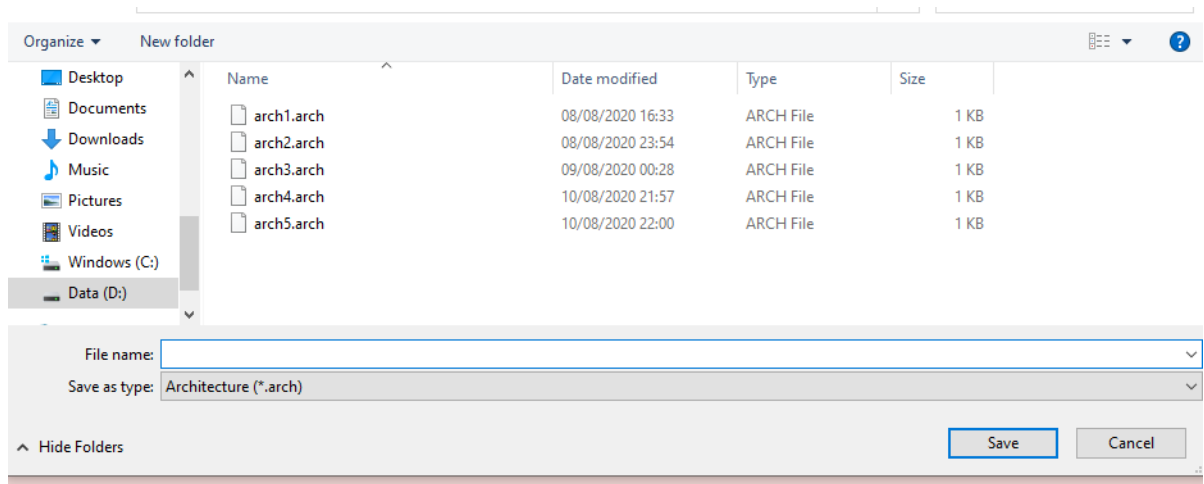 Organize New folder ?
Desktop Name Date modified Type Size
Documents arch1.arch 08/08/2020 16:33 ARCH File 1 KB
Downloads arch2.arch 08/08/2020 23:54 ARCH File 1 KB
Music arch3.arch 09/08/2020 00:28 ARCH File 1 KB
Pictures arch4.arch 10/08/2020 21:57 ARCH File 1 KB
Videos arch5.arch 10/08/2020 22:00 ARCH File 1 KB
Windows (C:)
Data (D:)
File name:
Save as type: Architecture (*.arch)
Hide Folders Save Cancel